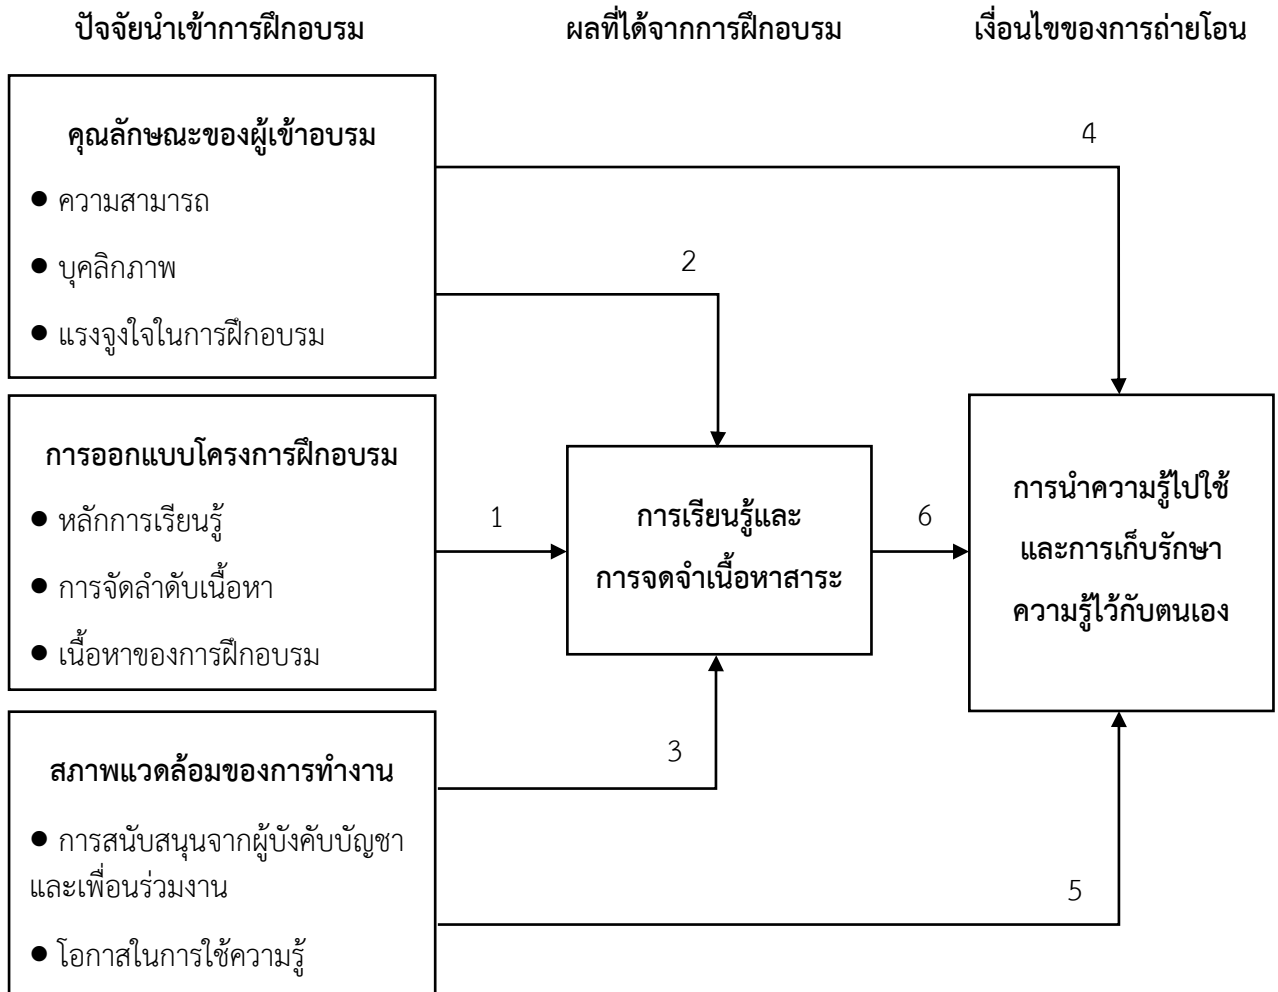 ปัจจัยนำเข้าการฝึกอบรม ผลที่ได้จากการฝึกอบรม เงื่อนไขของการถ่ายโอน
คุณลักษณะของผู้เข้าอบรม
● ความสามารถ
● บุคลิกภาพ
● แรงจูงใจในการฝึกอบรม
4
2
การออกแบบโครงการฝึกอบรม
● หลักการเรียนรู้
● การจัดลำดับเนื้อหา
● เนื้อหาของการฝึกอบรม
1
การเรียนรู้และ
การจดจำเนื้อหาสาระ
6
การนำความรู้ไปใช้
และการเก็บรักษา
ความรู้ไว้กับตนเอง
สภาพแวดล้อมของการทำงาน
● การสนับสนุนจากผู้บังคับบัญชา
และเพื่อนร่วมงาน
● โอกาสในการใช้ความรู้
3
5